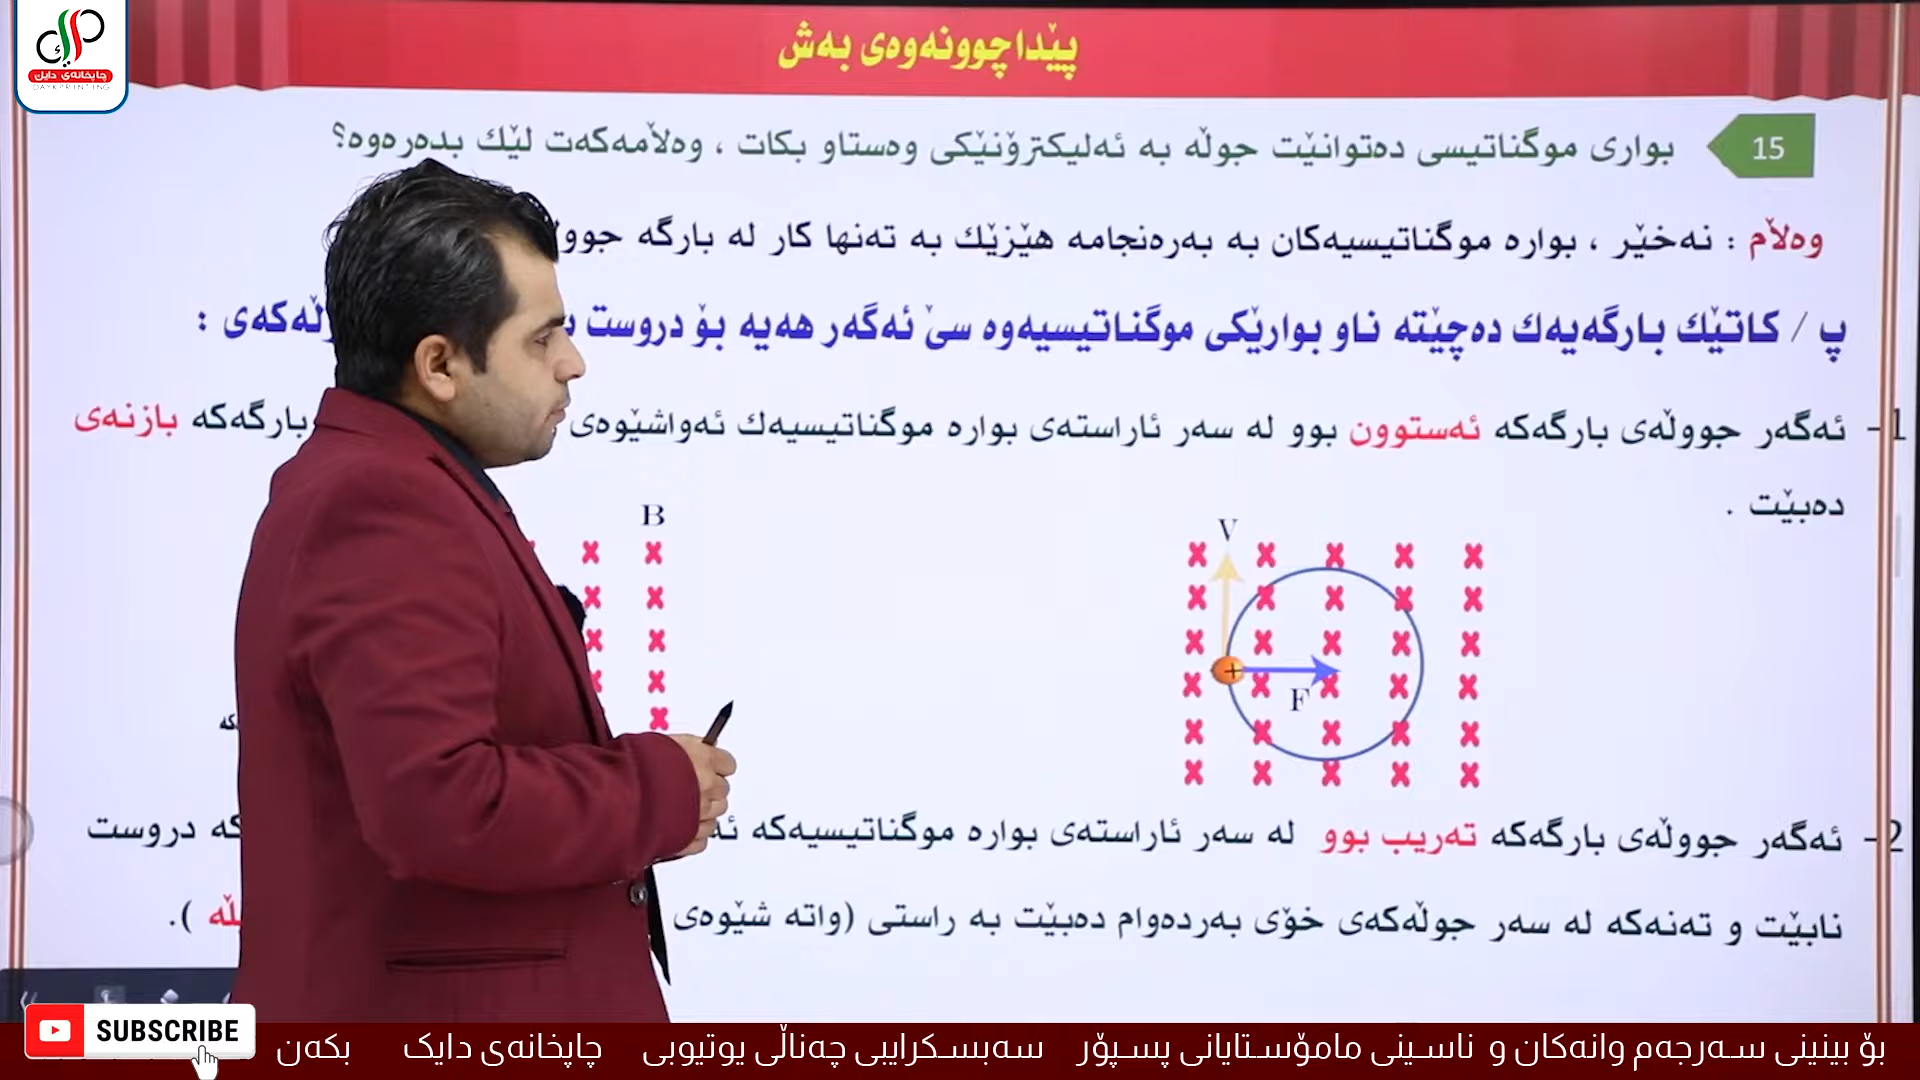 چاپخانەی دایک
DAYKPRINTING
پێداچوونەوەی بەش
15
بواری موگناتیسی دەتوانێت جوڵە بە ئەلیکترۆنێکی وەستاو بکات ، وەڵامەکەت لێك بدەرەوە؟
وەڵام : نەخێر ، بوارە موگناتیسیەکان بە بەرەنجامە هێزێك بە تەنها کار لە بارگە
پ / کاتێك بارگەیەك دەچێتە ناو بوارێکی موگناتیسیەوە سێ ئەگەر هەیە بۆ دروست
1- ئەگەر جووڵەی بارگەکە ئەستوون بوو لە سەر ئاراستەی بوارە موگناتیسیەك ئەواشێوەی بارگەکە بازنەی
دەبێت .
B
V
+
F
2- ئەگەر جووڵەی بارگەکە تەریب بوو لە سەر ئاراستەی بوارە موگناتیسیەکە دروست
نابێت و تەنەکە لە سەر جوڵەکەی خۆی بەردەوام دەبێت بە راستی (واتە شێوەی ).
SUBSCRIBE
بۆ بینینی سەرجەم وانەکان و ناسینی مامۆستایانی پسپۆر سەبسکرایبی چەناڵی یوتیوبی چاپخانەی دایک بکەن